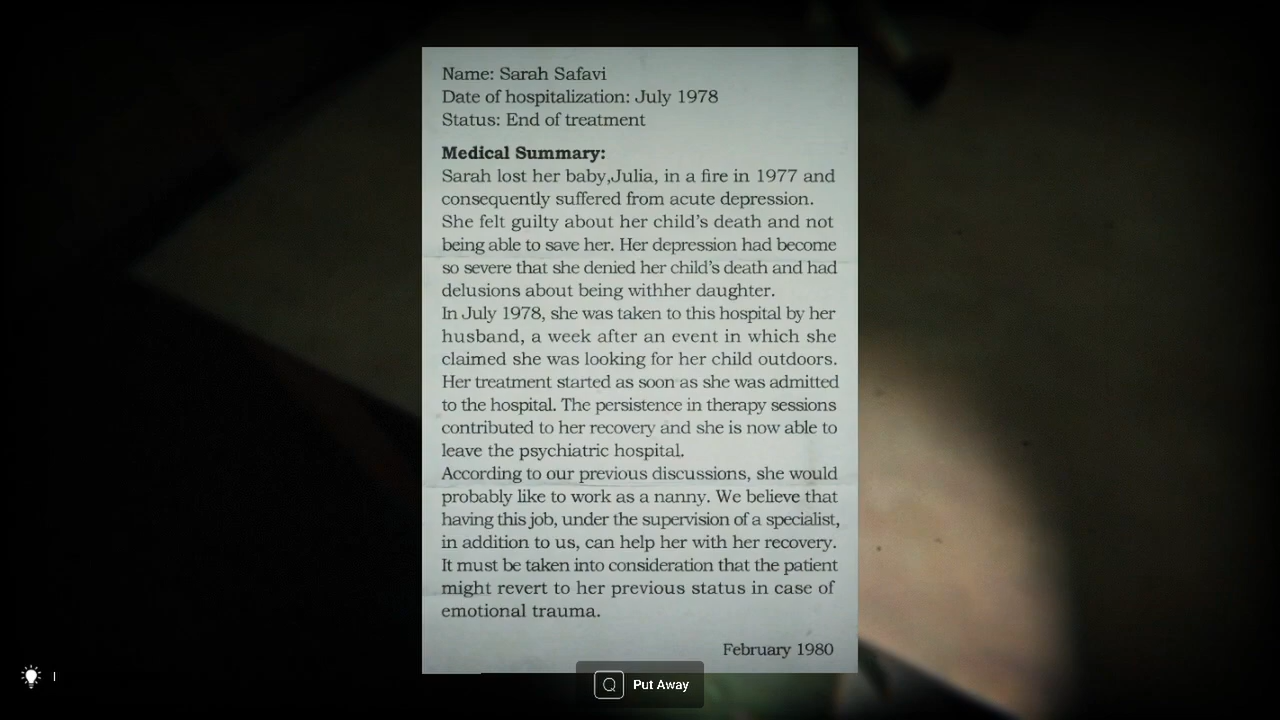 Name: Sarah Safavi
Date of hospitalization: July 1978
Status: End of treatment
Medical Summary:
Sarah lost her baby,Julia, in a fire in 1977 and
consequently suffered from acute depression.
She felt guilty about her child's death and not
being able to save her. Her depression had become
so severe that she denied her child's death and had
delusions about being withher daughter.
In July 1978, she was taken to this hospital by her
husband, a week after an event in which she
claimed she was looking for her child outdoors.
Her treatment started as soon as she was admitted
to the hospital. The persistence in therapy sessions
contributed to her recovery and she is now able to
leave the psychiatric hospital.
According to our previous discussions, she would
probably like to work as a nanny. We believe that
having this job, under the supervision of a specialist,
in addition to us, can help her with her recovery.
It must be taken into consideration that the patient
might revert to her previous status in case of
emotional trauma.
February 1980
Q Put Away